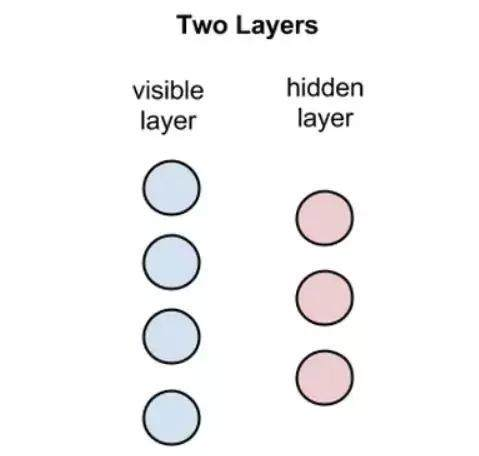 Two Layers
visible
layer
hidden
layer